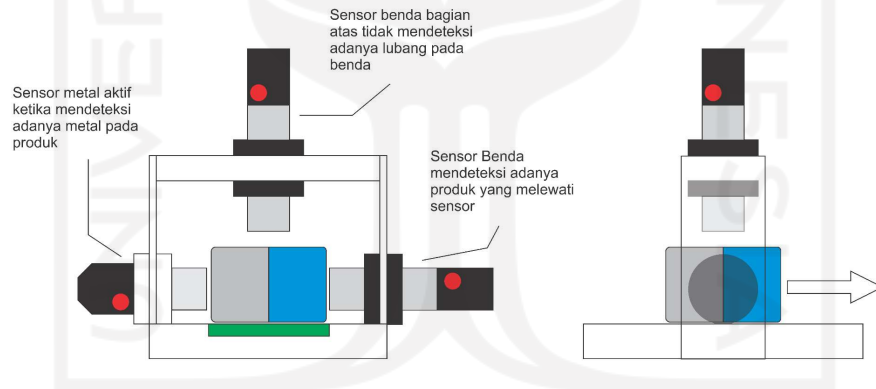 Sensor benda bagian
atas tidak mendeteksi
adanya lubang pada
benda
Sensor metal aktif
ketika mendeteksi
adanya metal pada
produk
Sensor Benda
mendeteksi adanya
produk yang melewati
sensor